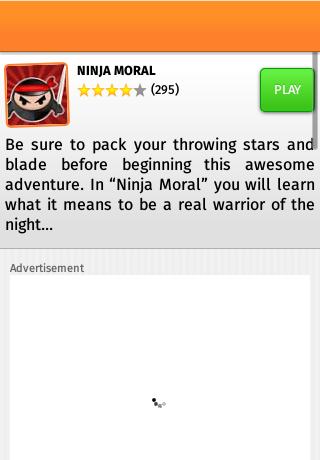 NINJA MORAL
(295)
PLAY
Be sure to pack your throwing stars and
blade before beginning this awesome
adventure. In “Ninja Moral” you will learn
what it means to be a real warrior of the
night...
Advertisement